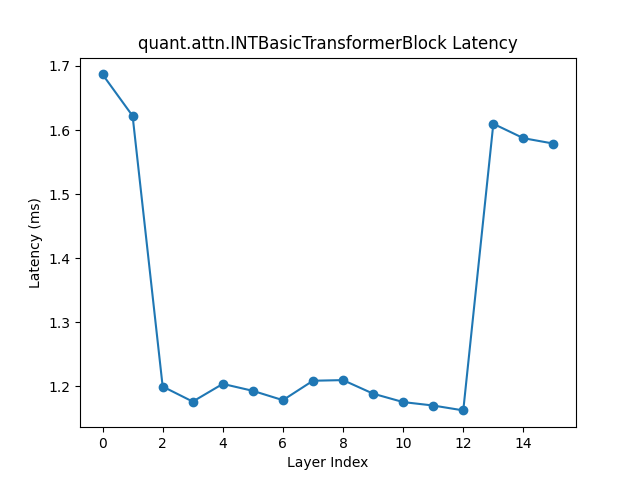 quant.attn.INTBasicTransformerBlock Latency
1.7
1.6
1.5
1.4
1.3
1.2
Latency (ms)
0 2 4 6 8 10 12 14
Layer Index